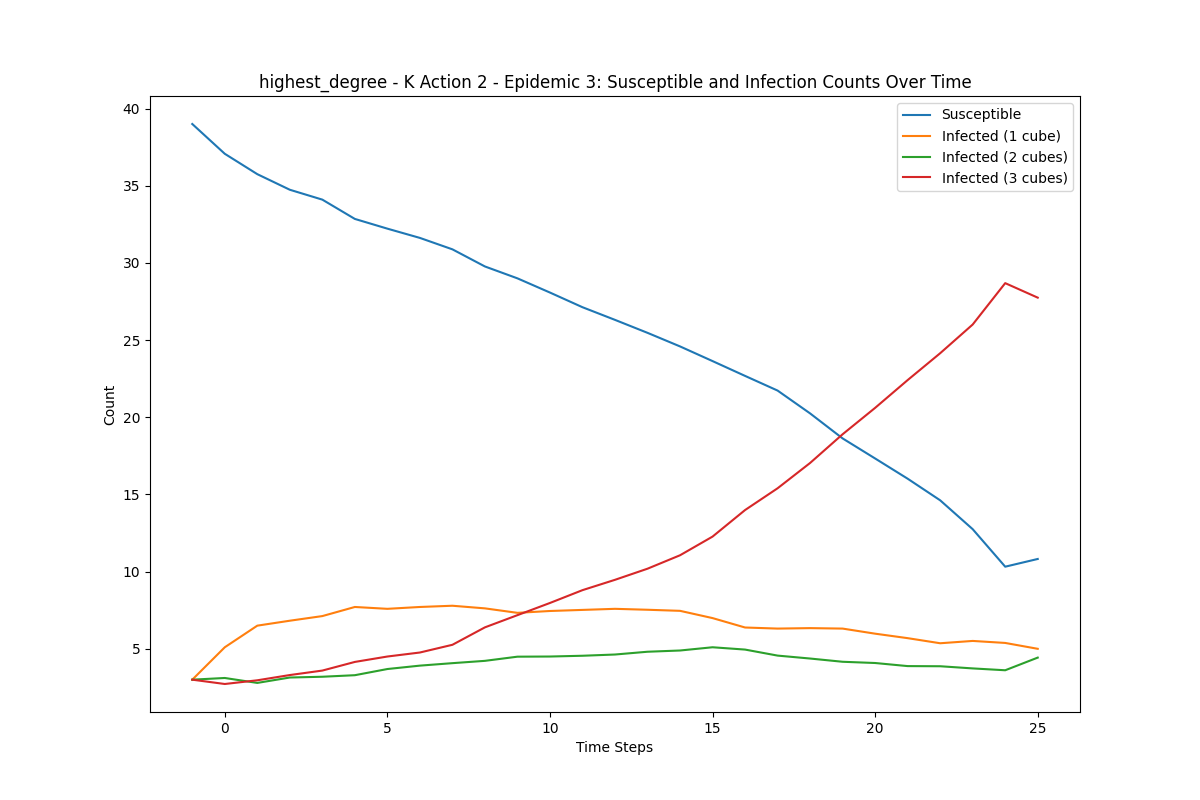 highest_degree - K Action 2 - Epidemic 3: Susceptible and Infection Counts Over Time
Susceptible
Infected (1 cube)
Infected (2 cubes)
Infected (3 cubes)
Count
40
35
30
25
20
15
10
5
0
5
10
15
20
25
Time Steps